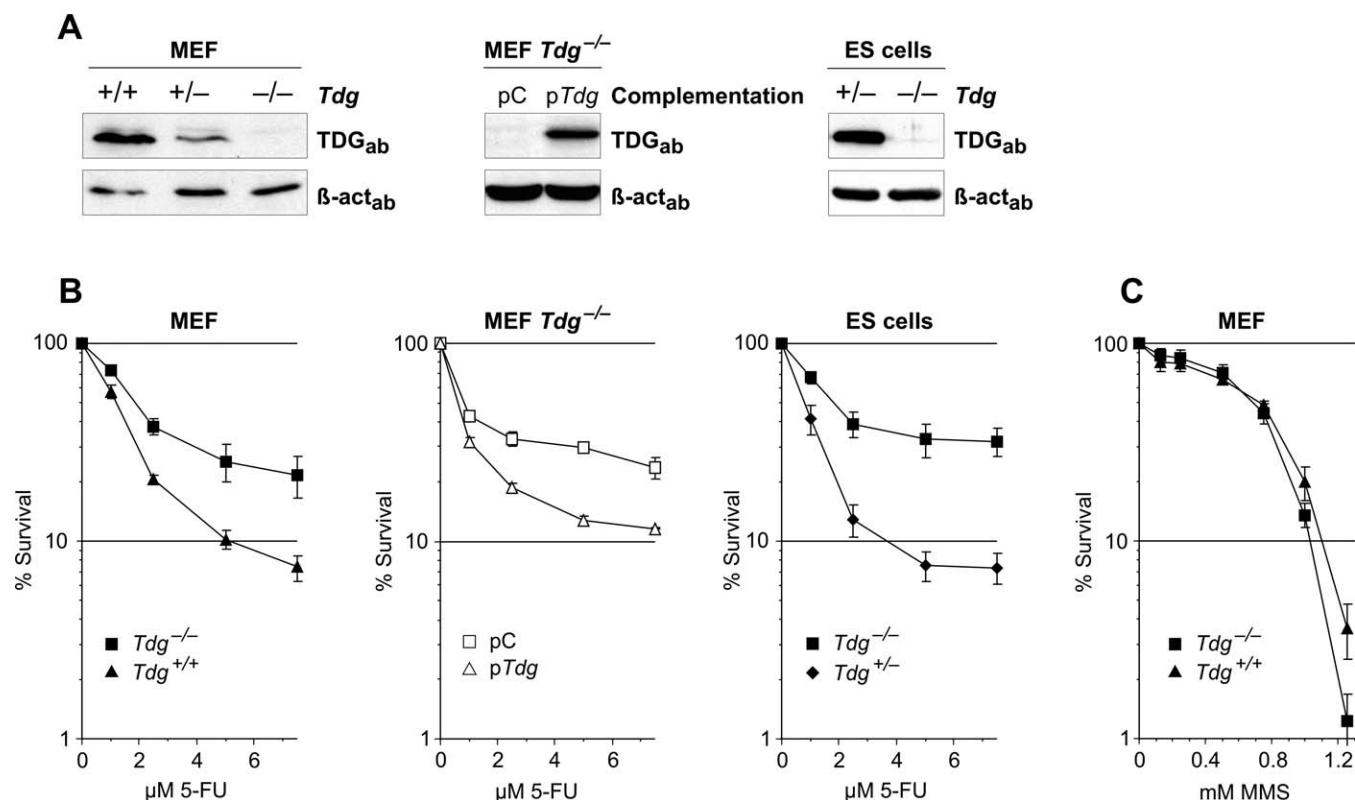 A
MEF
MEF Tdg–/–
ES cells
+/+ +/– –/– Tdg
pC pTdg Complementation
+/– –/– Tdg
TDGab
TDGab
TDGab
ß-actab
ß-actab
ß-actab
B
MEF
100
10
1
% Survival
Tdg–/–
Tdg+/+
0 2 4 6
µM 5-FU
MEF Tdg–/–
100
10
1
% Survival
pC
pTdg
0 2 4 6
µM 5-FU
ES cells
100
10
1
% Survival
Tdg–/–
Tdg+/–
0 2 4 6
µM 5-FU
C
MEF
100
10
1
% Survival
Tdg–/–
Tdg+/+
0 0.4 0.8 1.2
mM MMS